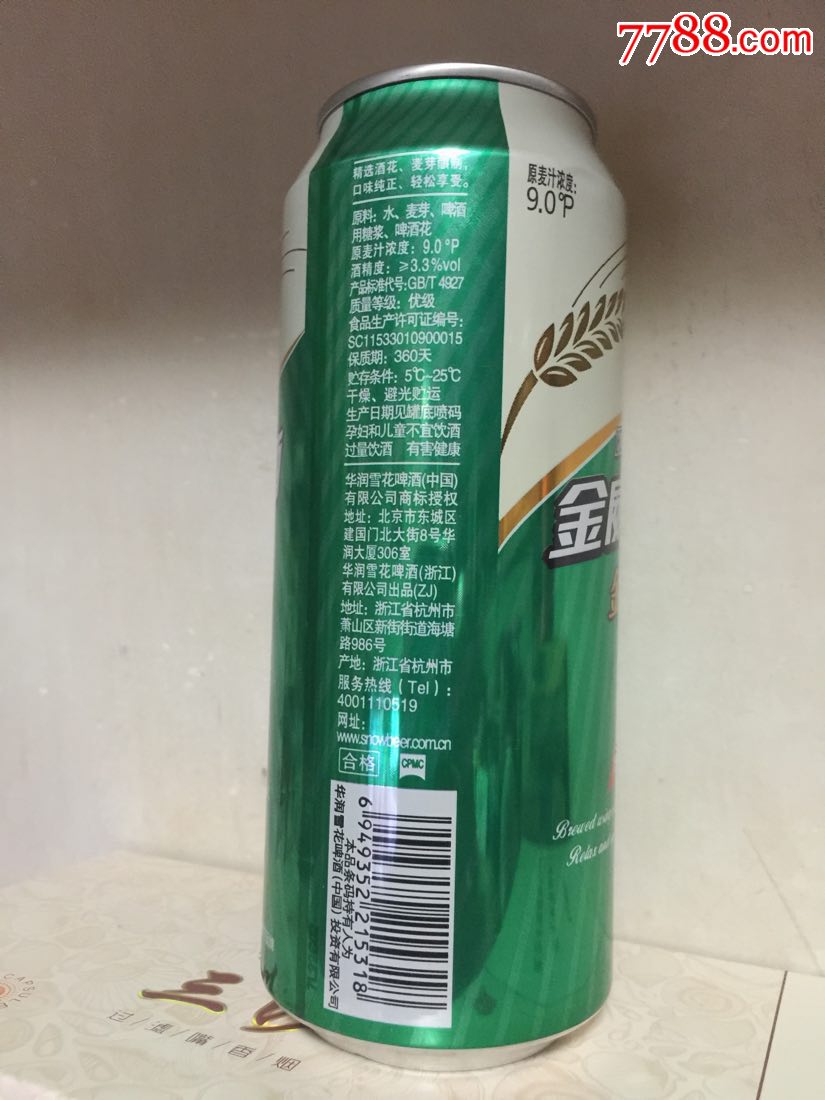 7788.com
精选酒花、麦芽酿制，
口味纯正、轻松享受。
原料：水、麦芽、啤酒
用糖浆、啤酒花
原麦汁浓度：9.0°P
酒精度：≥3.3%vol
产品标准代号:GB/T 4927
质量等级：优级
食品生产许可证编号：
SC11533010900015
保质期：360天
贮存条件：5℃~25℃
干燥、避光贮运
生产日期见罐底喷码
孕妇和儿童不宜饮酒
过量饮酒 有害健康
华润雪花啤酒(中国)
有限公司商标授权
地址：北京市东城区
建国门北大街8号华
润大厦306室
华润雪花啤酒(浙江)
有限公司出品(ZJ)
地址：浙江省杭州市
萧山区新街街道海塘
路986号
产地：浙江省杭州市
服务热线(Tel)：
4001110519
网址：
www.snowbeer.com.cn
合格 CPMC
6 949352 215318
本品条码持有人为
华润雪花啤酒(中国)投资有限公司
原麦汁浓度：
9.0°P
金威
Brewed using
Relax and
CAPSULE
过/滤/嘴/香/烟